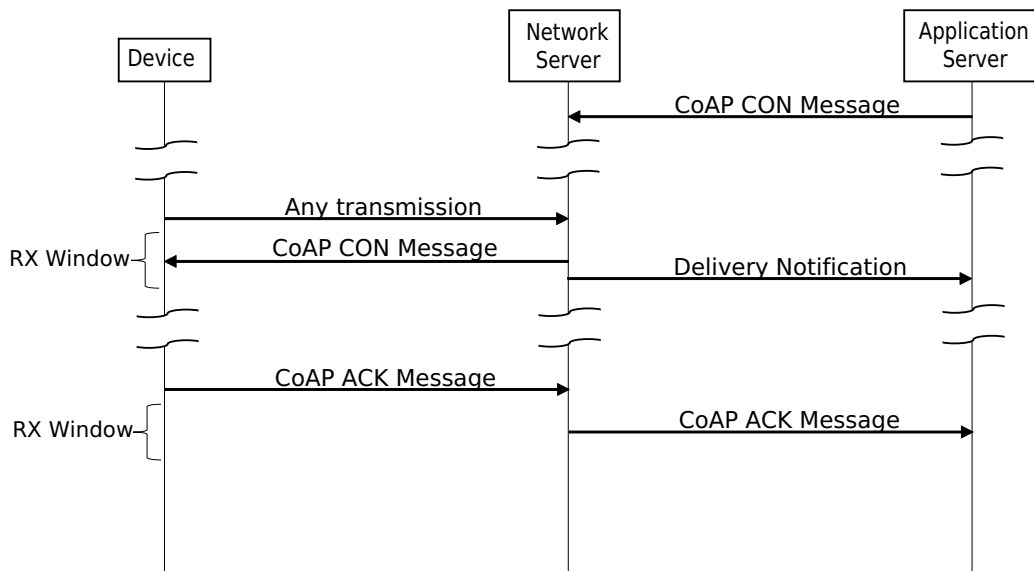 Device
Network
Server
Application
Server
CoAP CON Message
Any transmission
RX Window
CoAP CON Message
Delivery Notification
CoAP ACK Message
RX Window
CoAP ACK Message